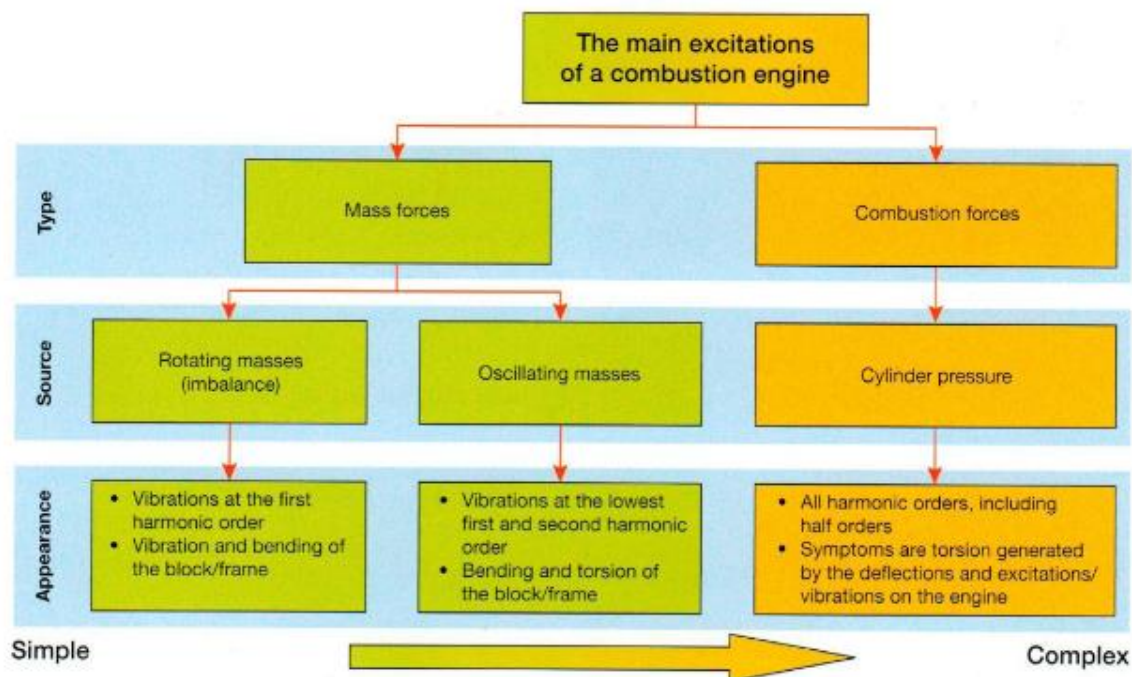 The main excitations
of a combustion engine
Type
Mass forces
Combustion forces
Source
Rotating masses
(imbalance)
Oscillating masses
Cylinder pressure
Appearance
• Vibrations at the first
harmonic order
• Vibration and bending of
the block/frame
• Vibrations at the lowest
first and second harmonic
order
• Bending and torsion of
the block/frame
• All harmonic orders, including
half orders
• Symptoms are torsion generated
by the deflections and excitations/
vibrations on the engine
Simple
Complex